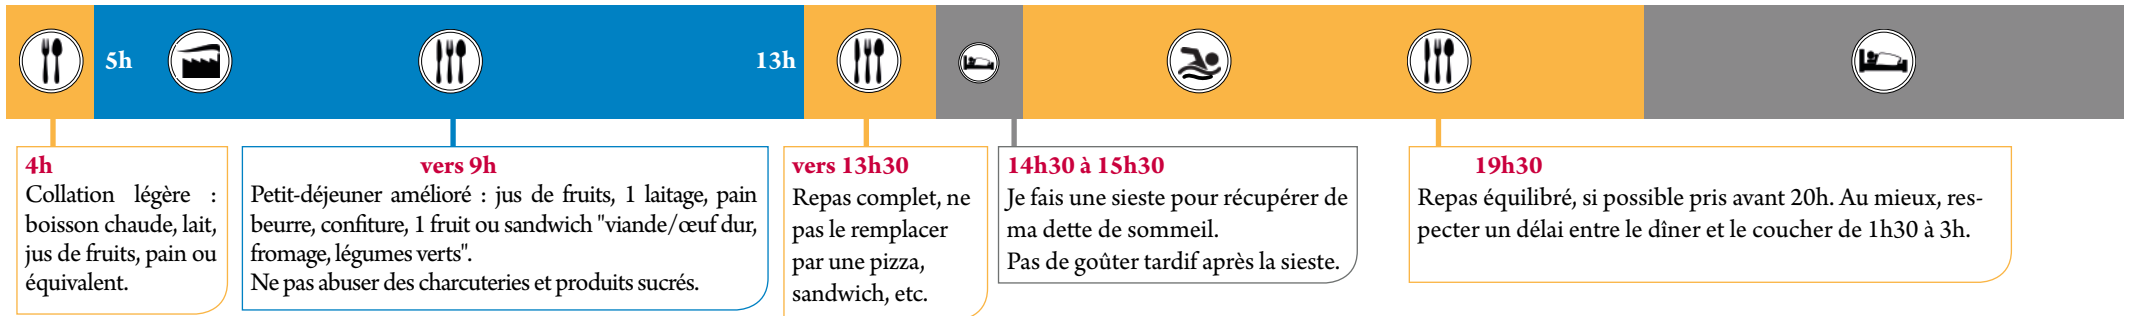 5h
13h
4h
Collation légère :
boisson chaude, lait,
jus de fruits, pain ou
équivalent.
vers 9h
Petit-déjeuner amélioré : jus de fruits, 1 laitage, pain
beurre, confiture, 1 fruit ou sandwich "viande/œuf dur,
fromage, légumes verts".
Ne pas abuser des charcuteries et produits sucrés.
vers 13h30
Repas complet, ne
pas le remplacer
par une pizza,
sandwich, etc.
14h30 à 15h30
Je fais une sieste pour récupérer de
ma dette de sommeil.
Pas de goûter tardif après la sieste.
19h30
Repas équilibré, si possible pris avant 20h. Au mieux, res-
pecter un délai entre le dîner et le coucher de 1h30 à 3h.